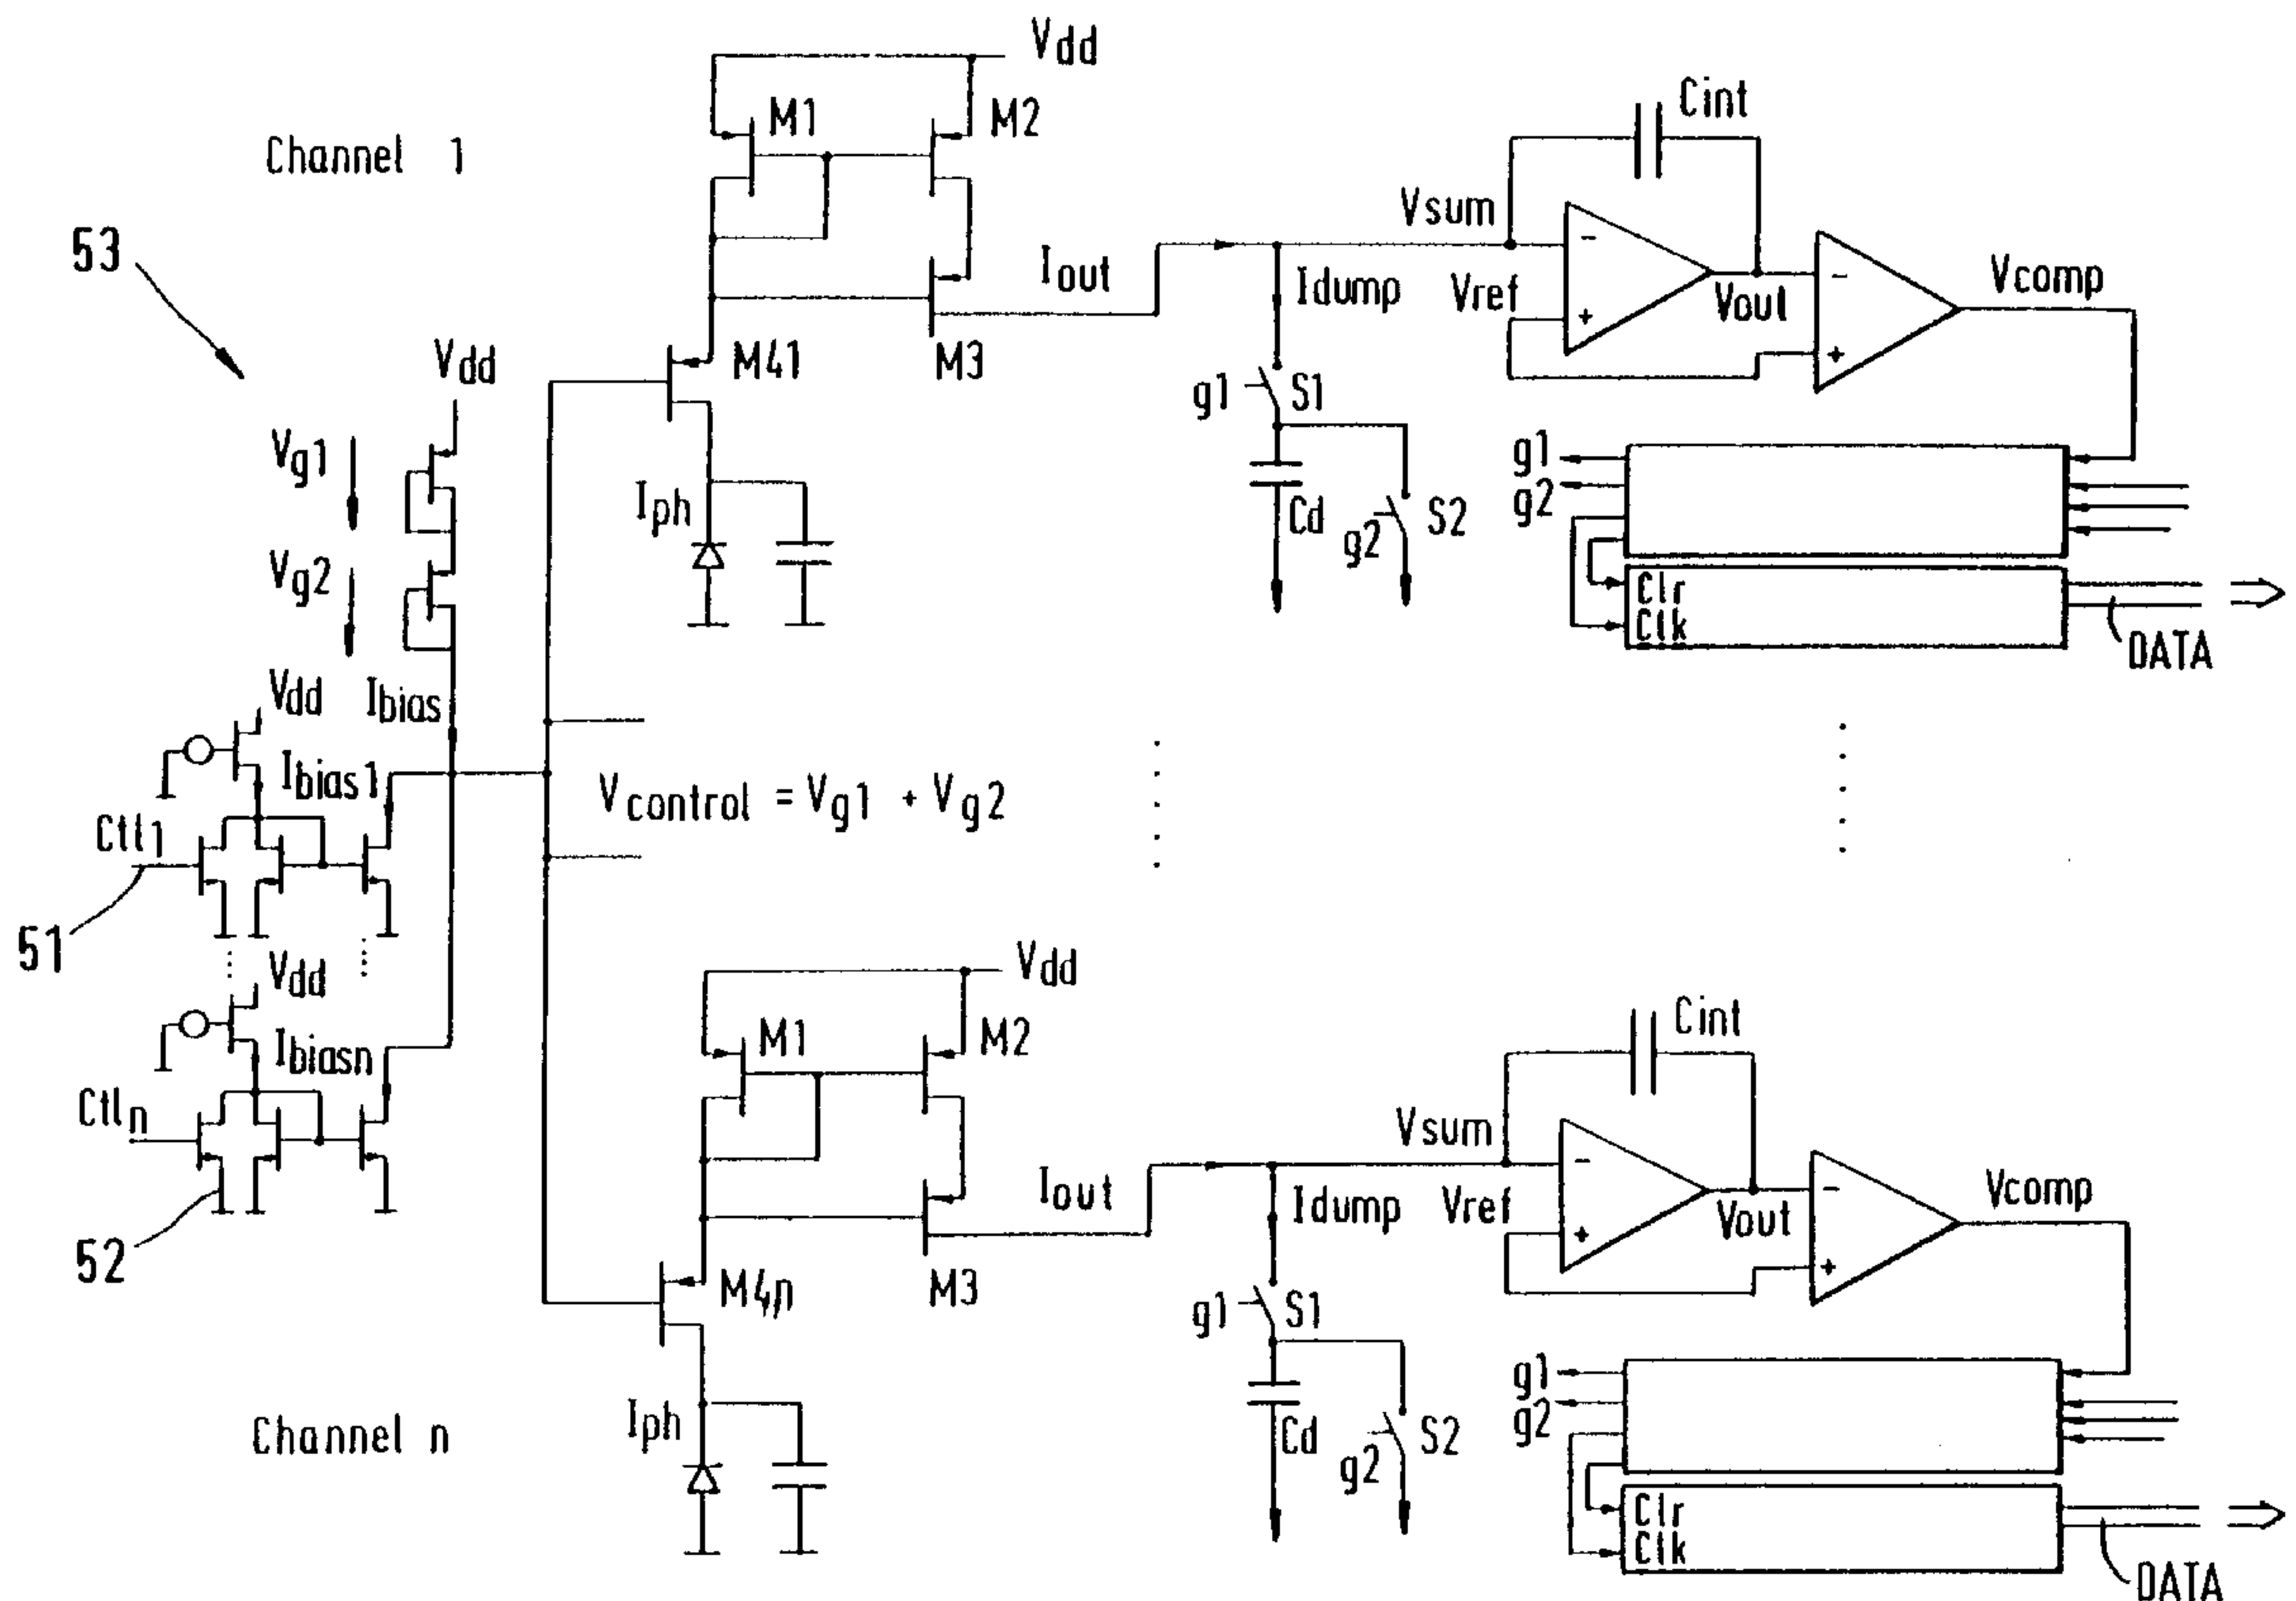 Channel 1
Vdd
M1
M2
Cint
53
Vsum
Iout
Idump
Vref
Vout
Vcomp
M41
M3
Vdd
g1
S1
Vg1
Iph
Cd
g2
S2
g1
g2
Vg2
Clr
Clk
DATA
Vdd
Ibias
Ibias1
Vcontrol = Vg1 + Vg2
Ctl1
51
Vdd
Ibiasn
Ctln
52
Vdd
M1
M2
Cint
Vsum
Iout
Idump
Vref
Vout
Vcomp
M4n
M3
g1
S1
Channel n
Iph
Cd
g2
S2
g1
g2
Clr
Clk
DATA